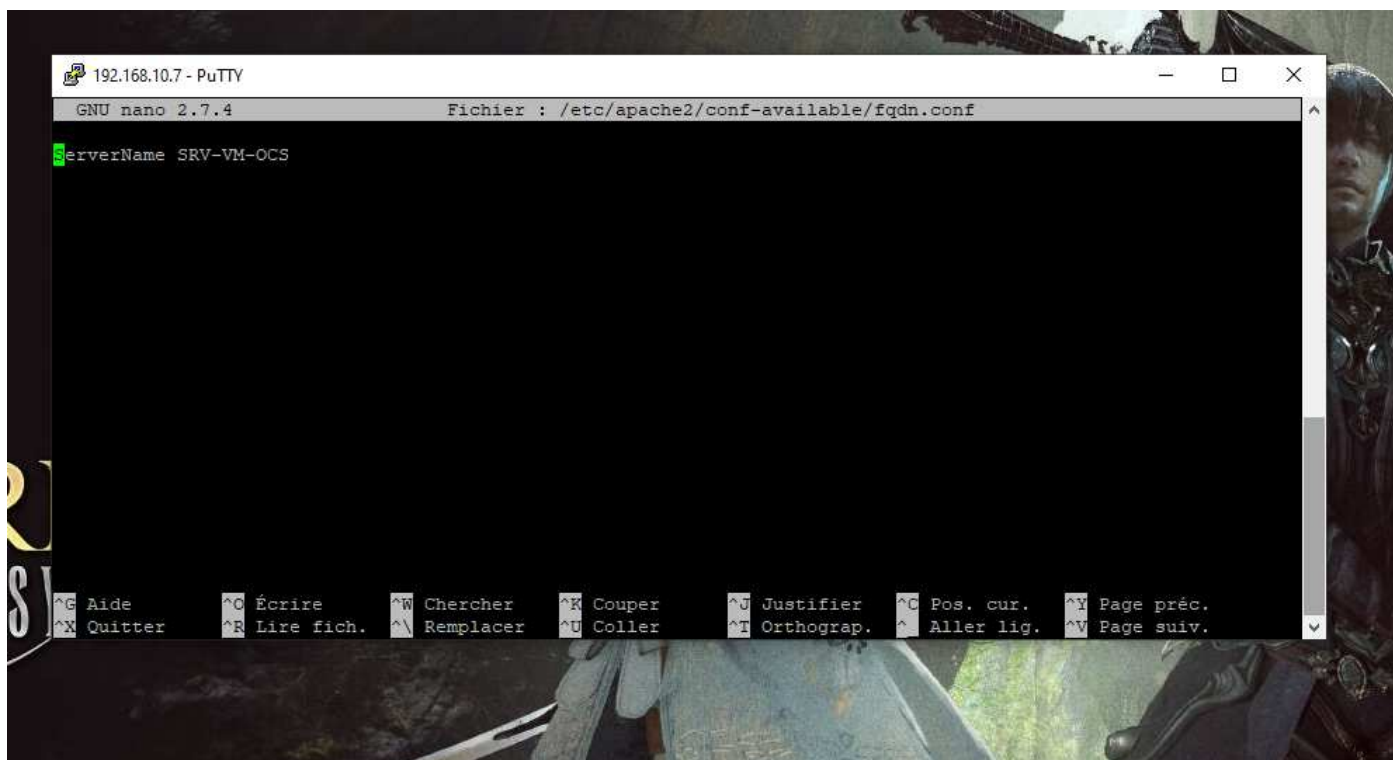 192.168.10.7 - PuTTY
GNU nano 2.7.4 Fichier : /etc/apache2/conf-available/fqdn.conf
ServerName SRV-VM-OCS
^G Aide ^O Écrire ^W Chercher ^K Couper ^J Justifier ^C Pos. cur. ^Y Page préc.
^X Quitter ^R Lire fich. ^\ Remplacer ^U Coller ^T Orthograp. ^_ Aller lig. ^V Page suiv.